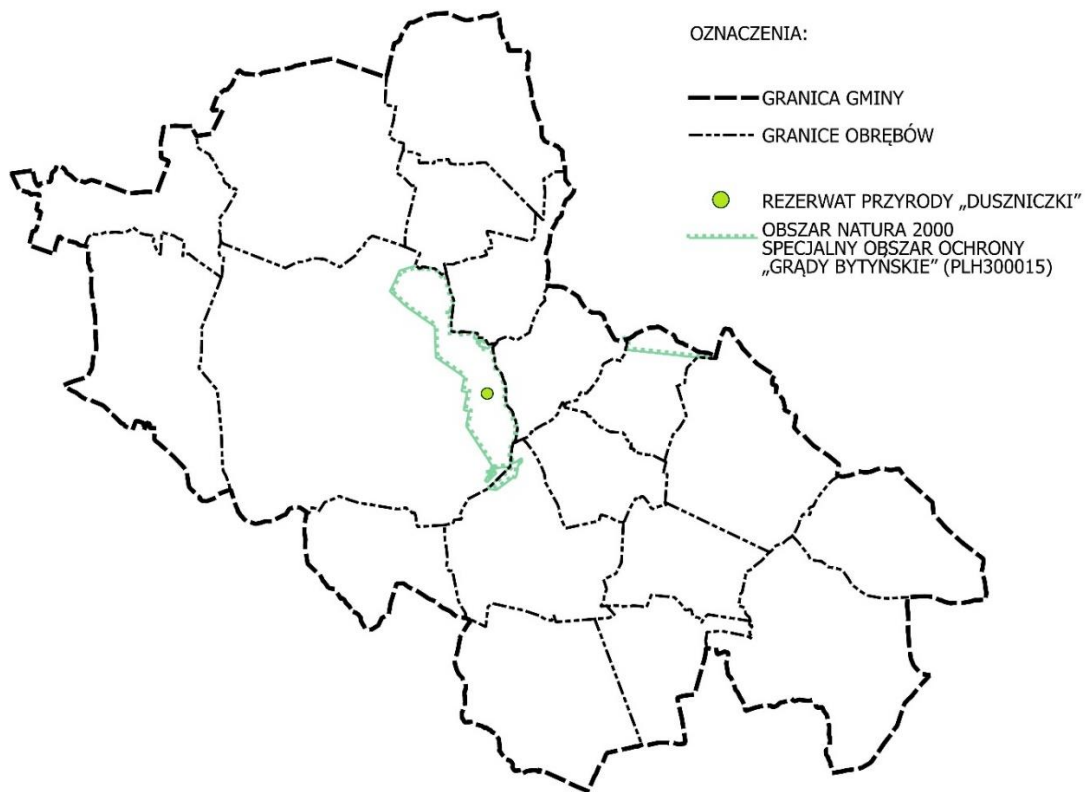 OZNACZENIA:
GRANICA GMINY
GRANICE OBRĘBÓW
REZERWAT PRZYRODY „DUSZNICZKI”
OBSZAR NATURA 2000
SPECJALNY OBSZAR OCHRONY
„GRĄDY BYTYŃSKIE” (PLH300015)